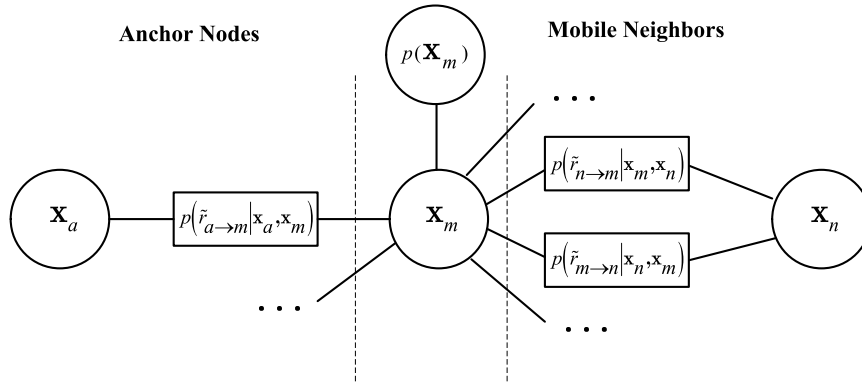 Anchor Nodes
Mobile Neighbors
p(X_m)
. . .
p(r̃_{n→m}|x_m,x_n)
X_a
p(r̃_{a→m}|x_a,x_m)
X_m
X_n
p(r̃_{m→n}|x_n,x_m)
. . .
. . .